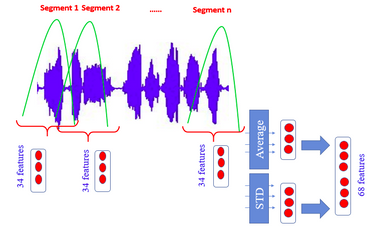 Segment 1 Segment 2 ...... Segment n
34 features
34 features
34 features
Average
STD
68 features